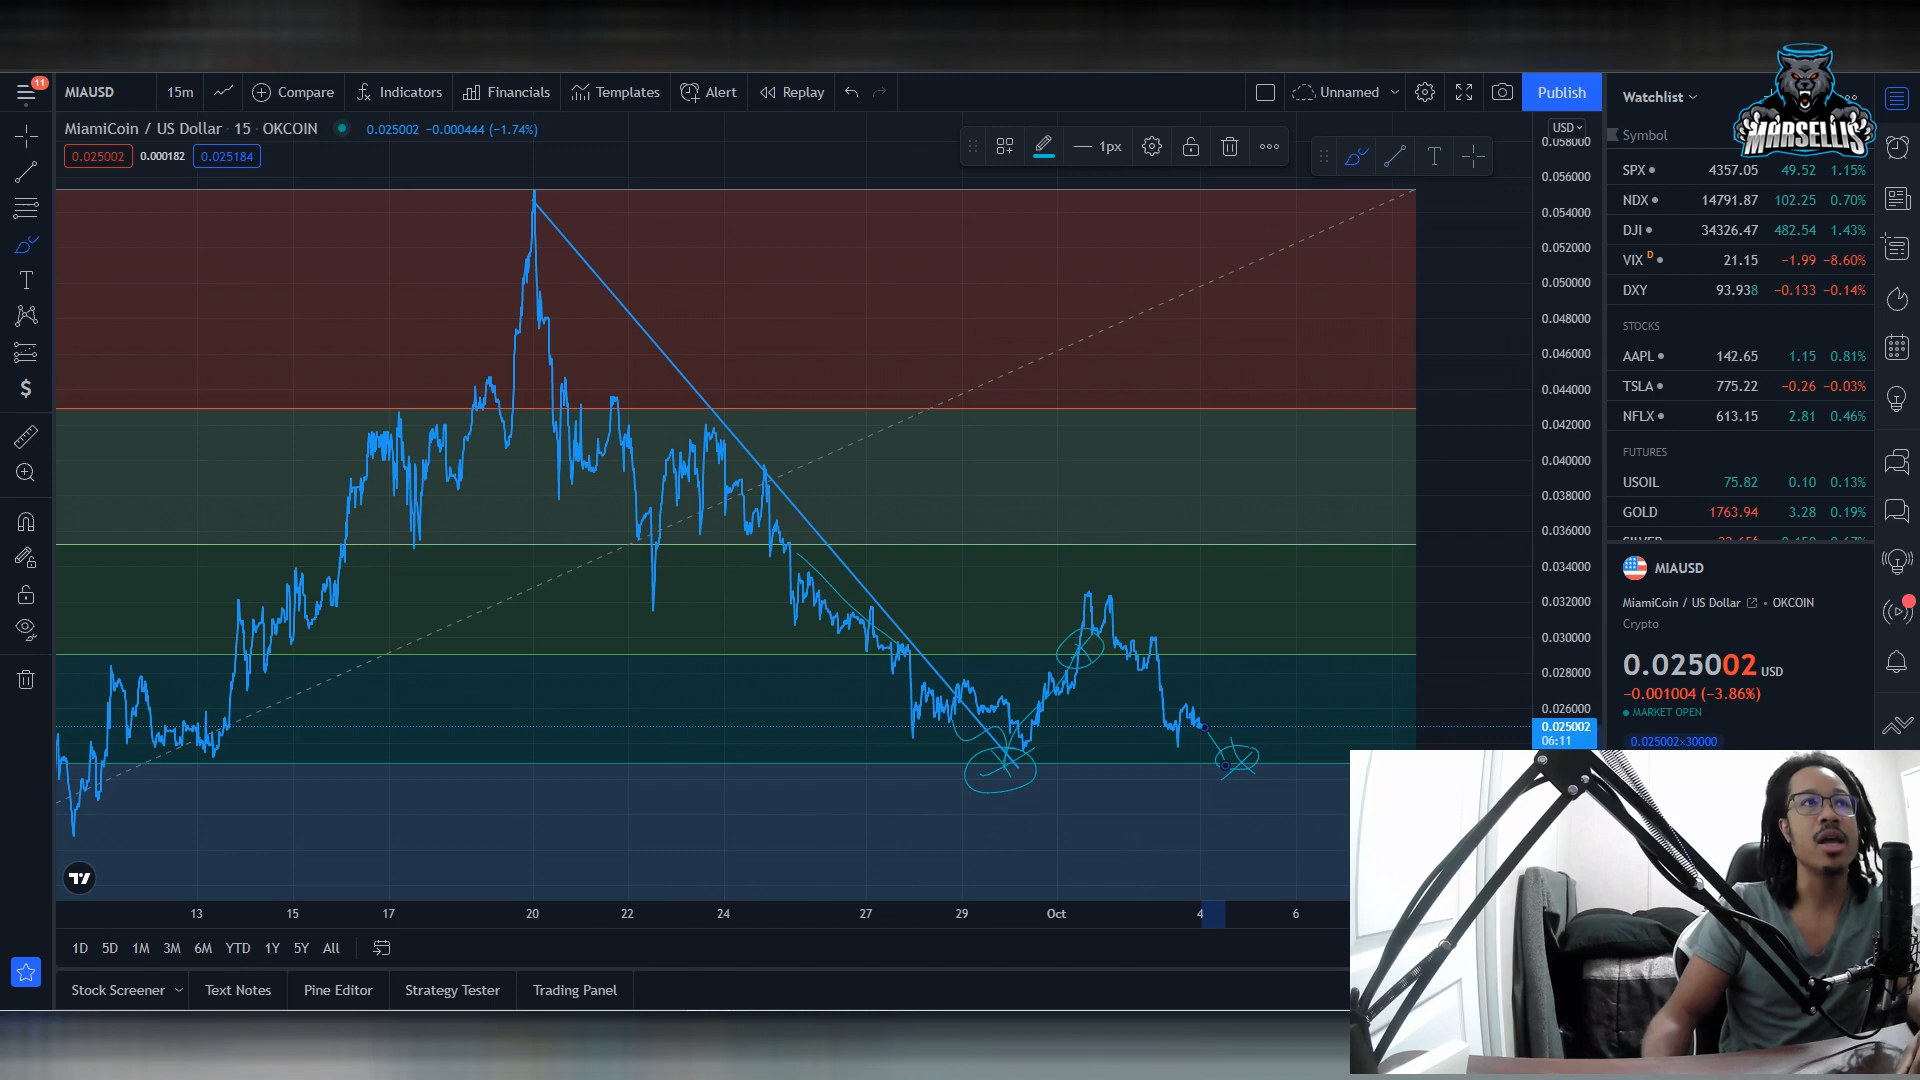 11
MIAUSD
15m
Compare
Indicators
Financials
Templates
Alert
Replay
Unnamed
Publish
MiamiCoin / US Dollar · 15 · OKCOIN
0.025002 −0.000444 (−1.74%)
0.025002
0.000182
0.025184
1px
USD
0.058000
0.056000
0.054000
0.052000
0.050000
0.048000
0.046000
0.044000
0.042000
0.040000
0.038000
0.036000
0.034000
0.032000
0.030000
0.028000
0.026000
0.025002
06:11
13
15
17
20
22
24
27
29
Oct
4
6
1D
5D
1M
3M
6M
YTD
1Y
5Y
All
Stock Screener
Text Notes
Pine Editor
Strategy Tester
Trading Panel
Watchlist
MARSELLIS
Symbol
SPX 4357.05 49.52 1.15%
NDX 14791.87 102.25 0.70%
DJI 34326.47 482.54 1.43%
VIX D 21.15 −1.99 −8.60%
DXY 93.938 −0.133 −0.14%
STOCKS
AAPL 142.65 1.15 0.81%
TSLA 775.22 −0.26 −0.03%
NFLX 613.15 2.81 0.46%
FUTURES
USOIL 75.82 0.10 0.13%
GOLD 1763.94 3.28 0.19%
MIAUSD
MiamiCoin / US Dollar • OKCOIN
Crypto
0.025002 USD
−0.001004 (−3.86%)
MARKET OPEN
0.025002×30000